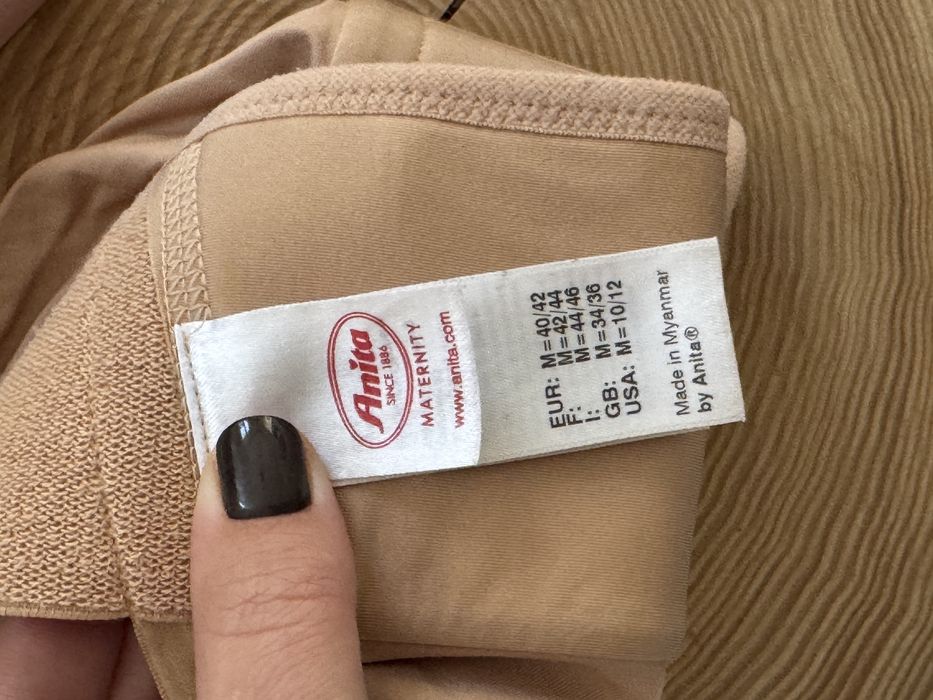 Anita
SINCE 1886
MATERNITY
www.anita.com
EUR: M=40/42
F: M=42/44
I: M=44/46
GB: M=34/36
USA: M=10/12
Made in Myanmar
by Anita®